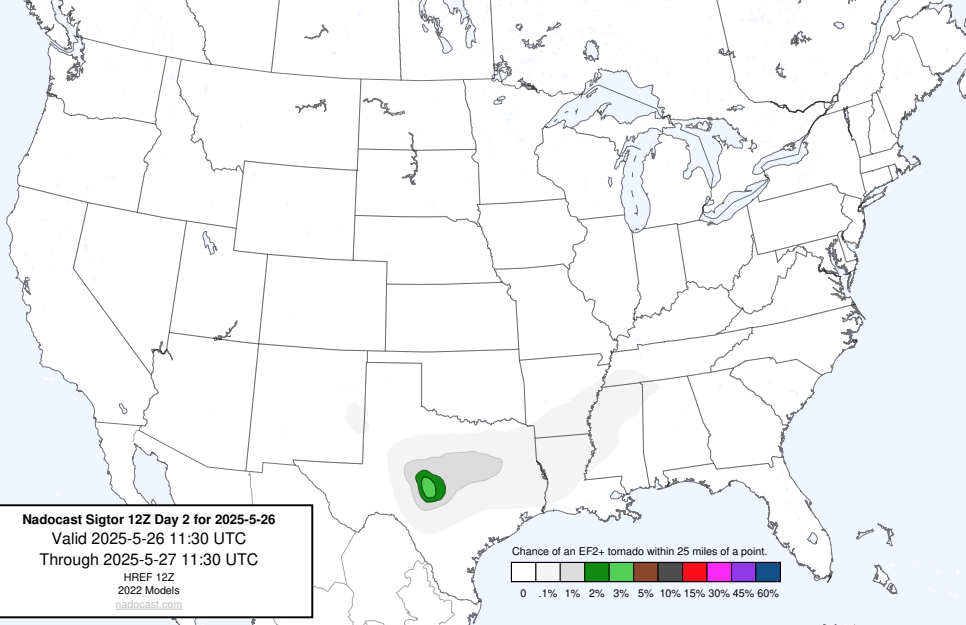 Nadocast Sigtor 12Z Day 2 for 2025-5-26
Valid 2025-5-26 11:30 UTC
Through 2025-5-27 11:30 UTC
HREF 12Z
2022 Models
nadocast.com
Chance of an EF2+ tornado within 25 miles of a point.
0 .1% 1% 2% 3% 5% 10% 15% 30% 45% 60%